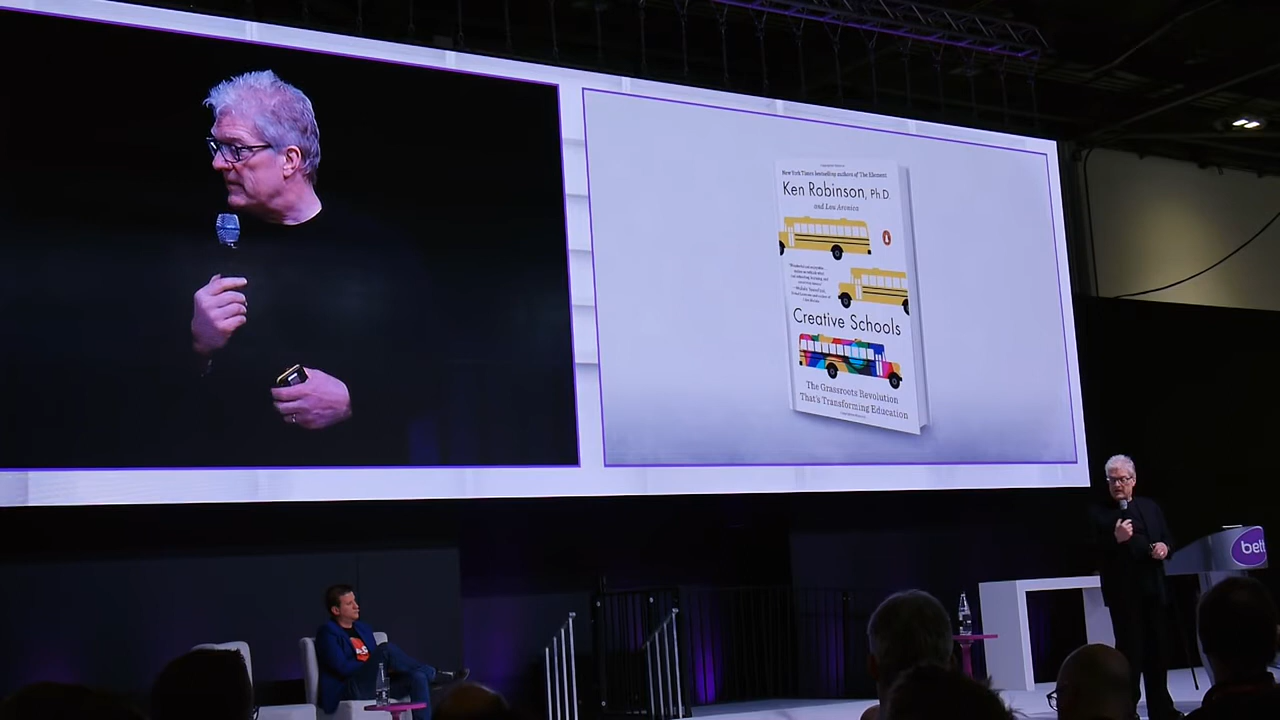 New York Times bestselling authors of The Element
Ken Robinson, Ph.D.
and Lou Aronica
Creative Schools
The Grassroots Revolution
That's Transforming Education
bett